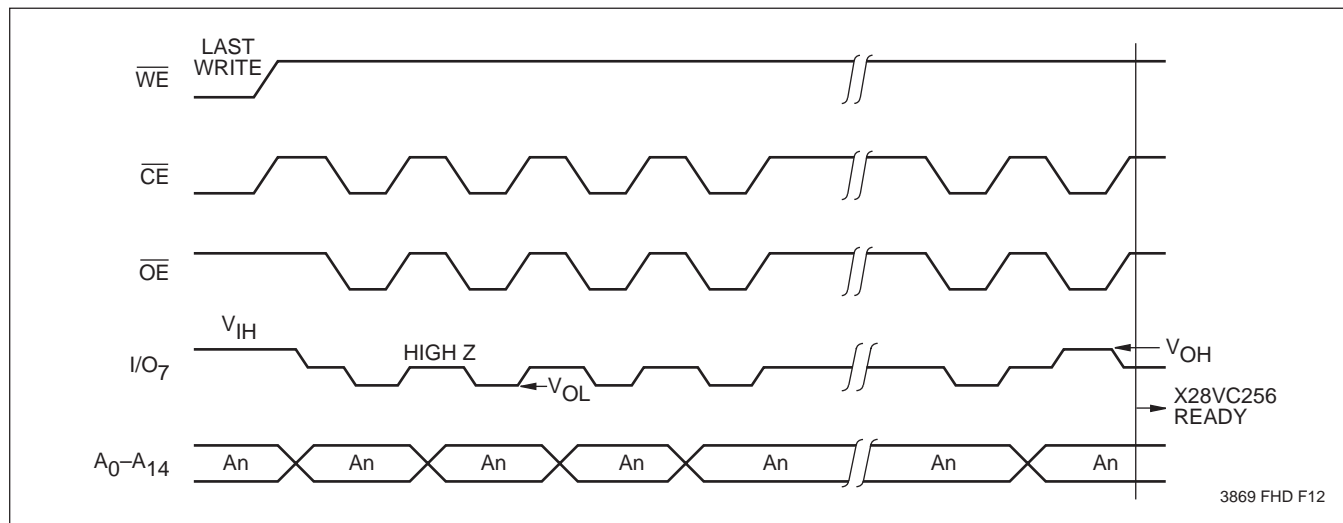 LAST
WRITE
WE
CE
OE
VIH
I/O7
HIGH Z
VOL
VOH
X28VC256
READY
A0–A14
An An An An An An An
3869 FHD F12